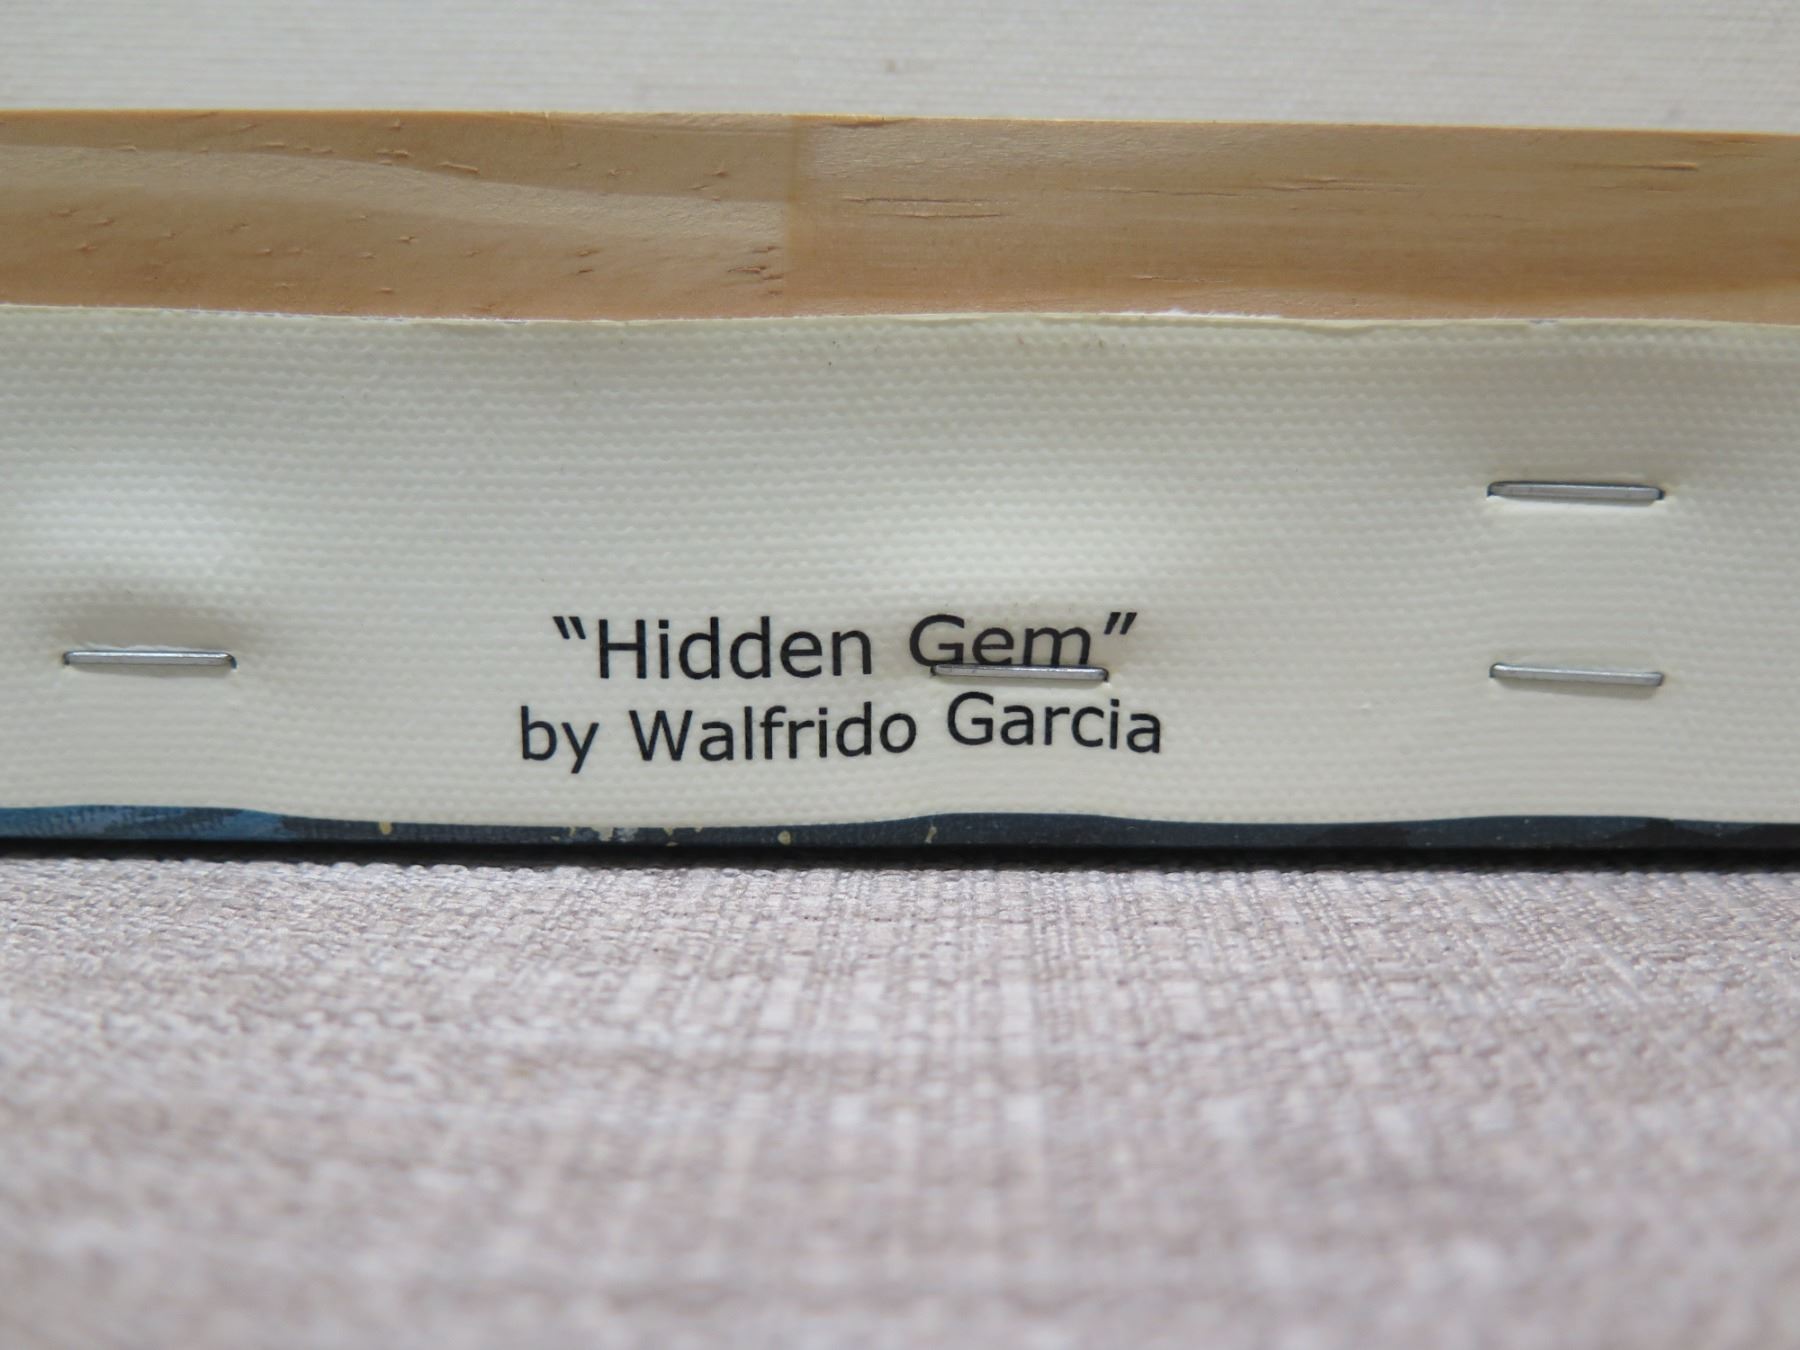 “Hidden Gem”
by Walfrido Garcia